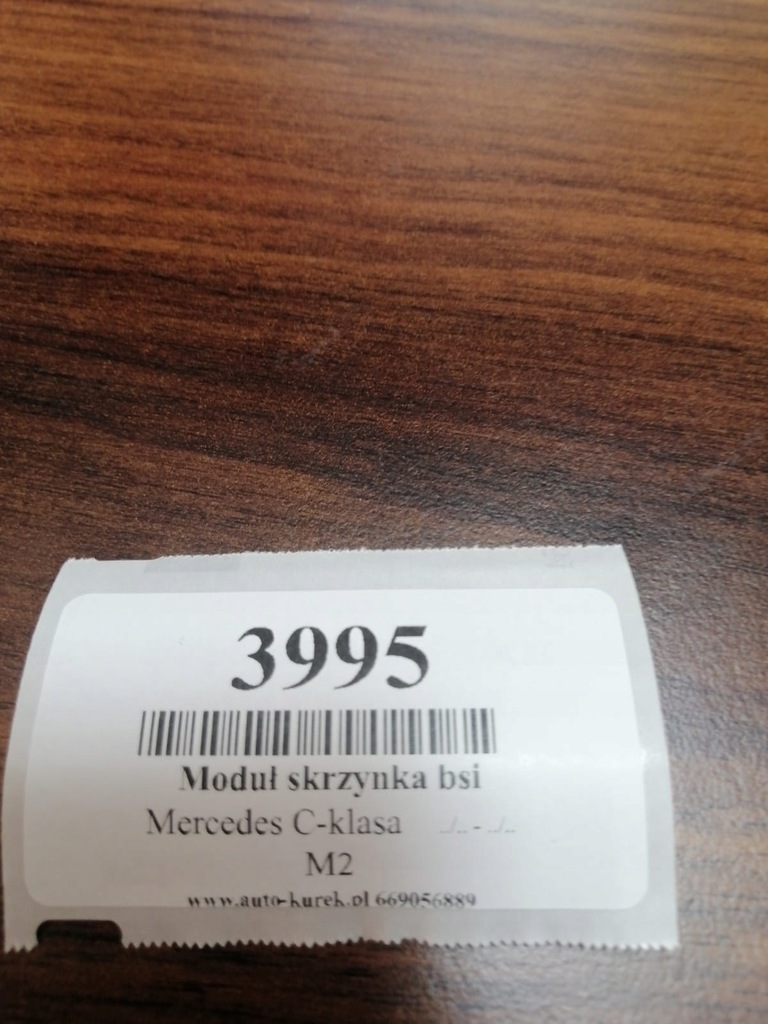 3995
Moduł skrzynka bsi
Mercedes C-klasa ../.. - ../..
M2
www.auto-kurek.pl 669056889